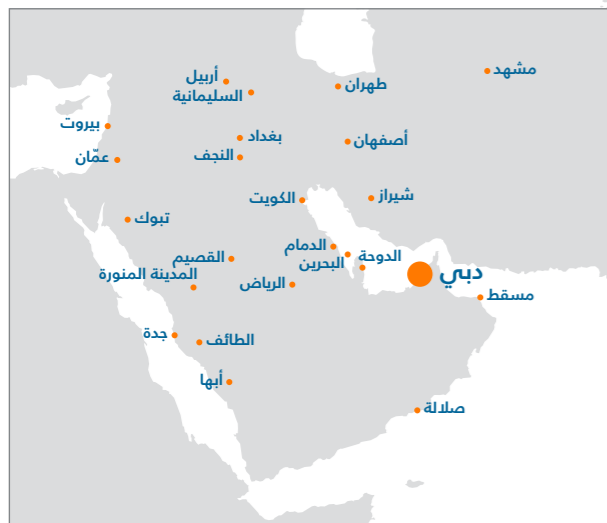 مشهد
طهران
أربيل
السليمانية
بيروت
بغداد
أصفهان
عمّان
النجف
شيراز
الكويت
تبوك
الدمام
البحرين
الدوحة
القصيم
دبي
المدينة المنورة
الرياض
مسقط
جدة
الطائف
أبها
صلالة